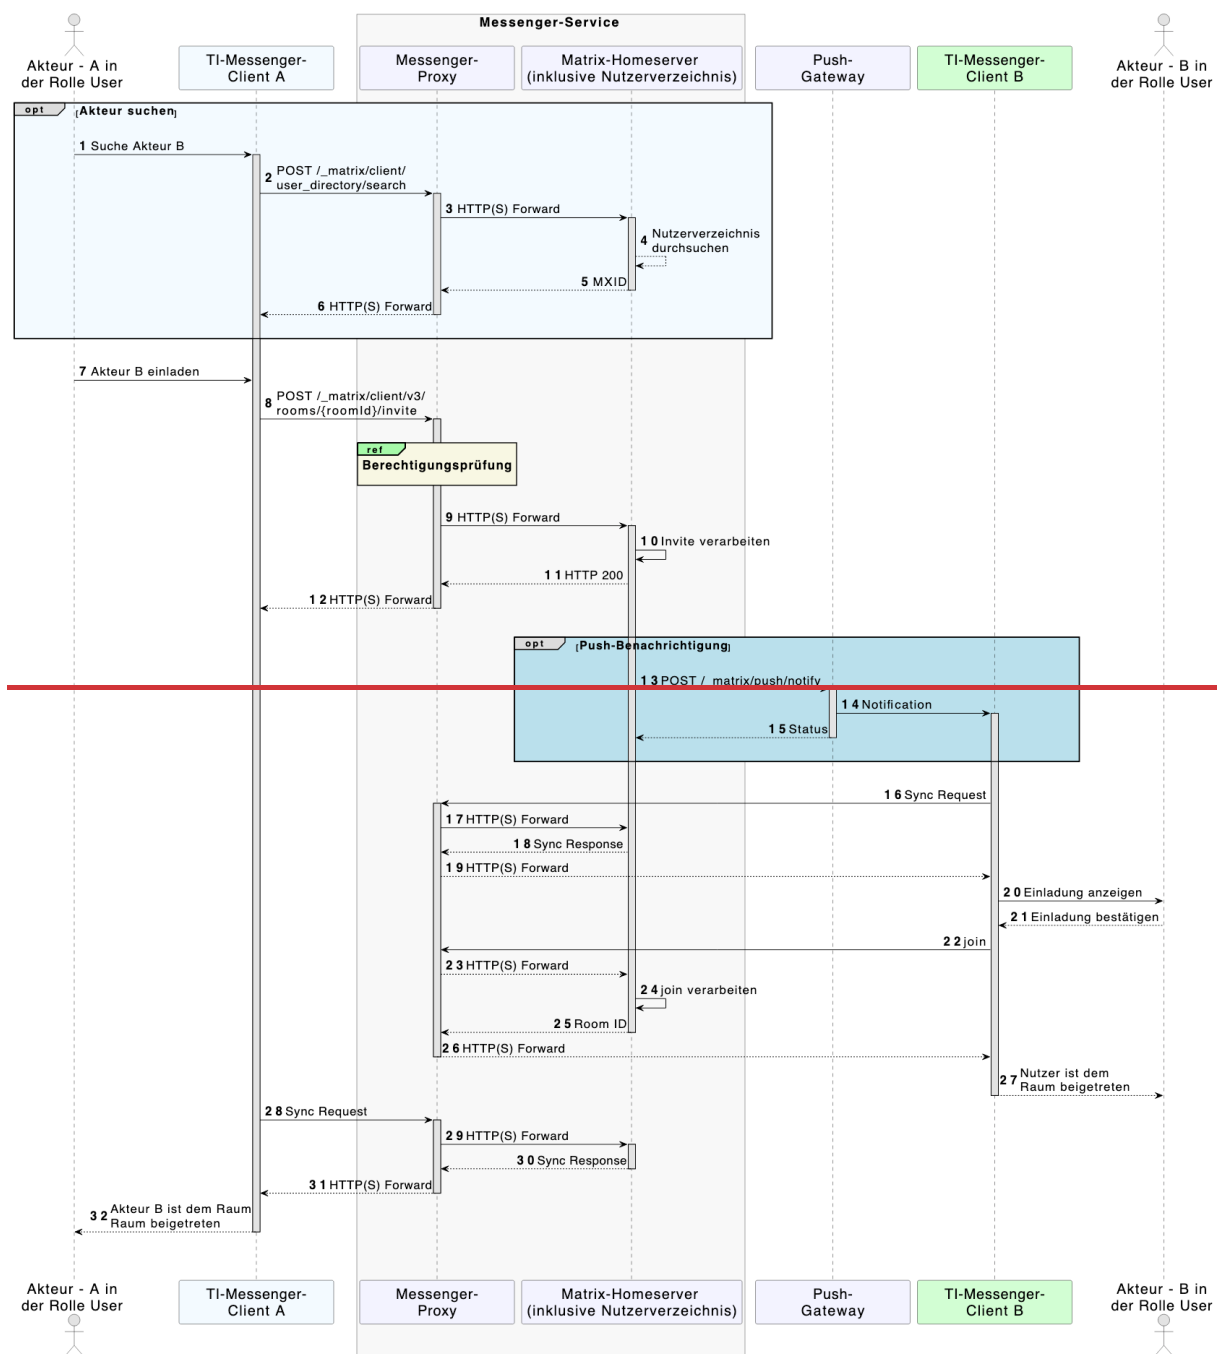 Messenger-Service
Akteur - A in
der Rolle User
TI-Messenger-
Client A
Messenger-
Proxy
Matrix-Homeserver
(inklusive Nutzerverzeichnis)
Push-
Gateway
TI-Messenger-
Client B
Akteur - B in
der Rolle User
opt [Akteur suchen]
1 Suche Akteur B
2 POST /_matrix/client/
user_directory/search
3 HTTP(S) Forward
4 Nutzerverzeichnis
durchsuchen
5 MXID
6 HTTP(S) Forward
7 Akteur B einladen
8 POST /_matrix/client/v3/
rooms/{roomId}/invite
ref
Berechtigungsprüfung
9 HTTP(S) Forward
10 Invite verarbeiten
11 HTTP 200
12 HTTP(S) Forward
opt [Push-Benachrichtigung]
13 POST /_matrix/push/notify
14 Notification
15 Status
16 Sync Request
17 HTTP(S) Forward
18 Sync Response
19 HTTP(S) Forward
20 Einladung anzeigen
21 Einladung bestätigen
22 join
23 HTTP(S) Forward
24 join verarbeiten
25 Room ID
26 HTTP(S) Forward
27 Nutzer ist dem
Raum beigetreten
28 Sync Request
29 HTTP(S) Forward
30 Sync Response
31 HTTP(S) Forward
32 Akteur B ist dem Raum
Raum beigetreten
Akteur - A in
der Rolle User
TI-Messenger-
Client A
Messenger-
Proxy
Matrix-Homeserver
(inklusive Nutzerverzeichnis)
Push-
Gateway
TI-Messenger-
Client B
Akteur - B in
der Rolle User